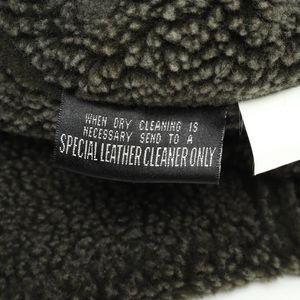 WHEN DRY CLEANING IS
NECESSARY SEND TO A
SPECIAL LEATHER CLEANER ONLY